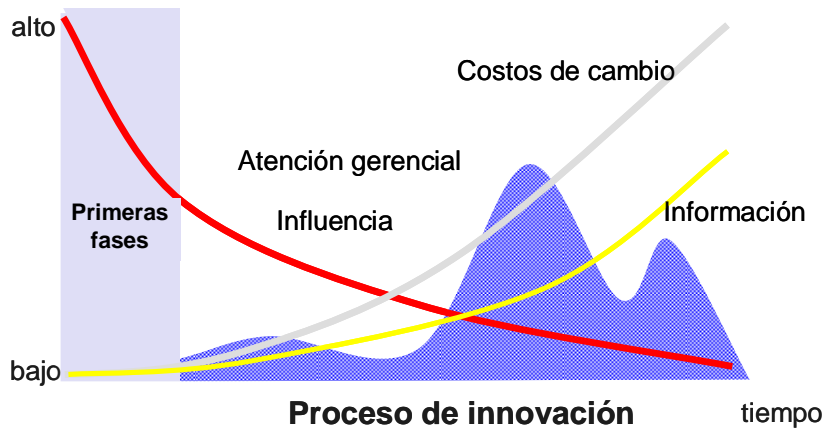 alto
Costos de cambio
Atención gerencial
Primeras
fases
Influencia
Información
bajo
Proceso de innovación
tiempo